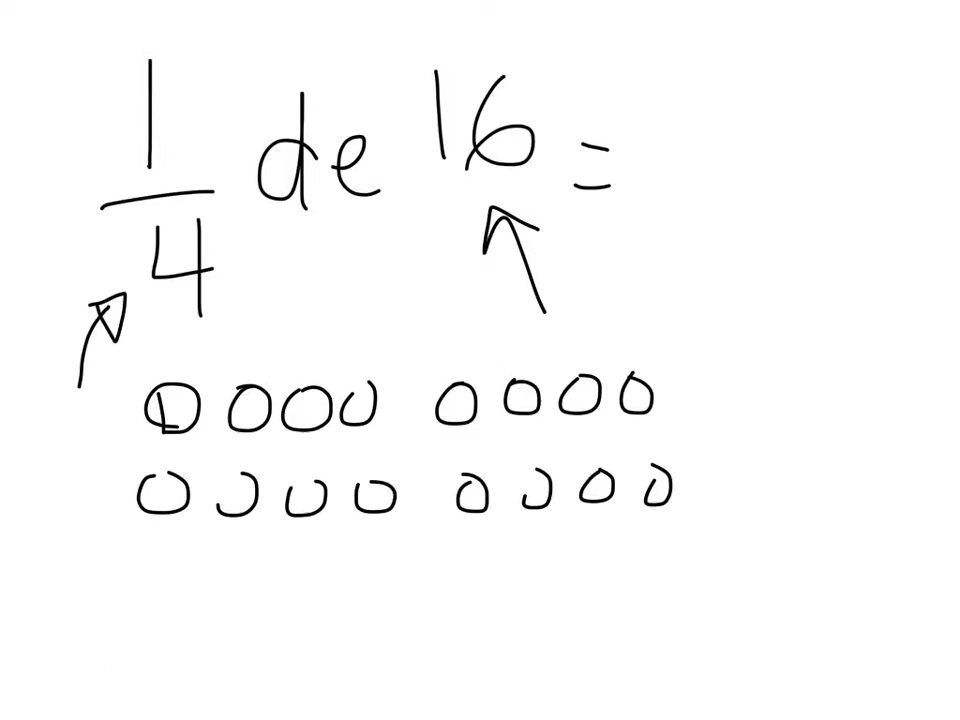 1/4 de 16 =